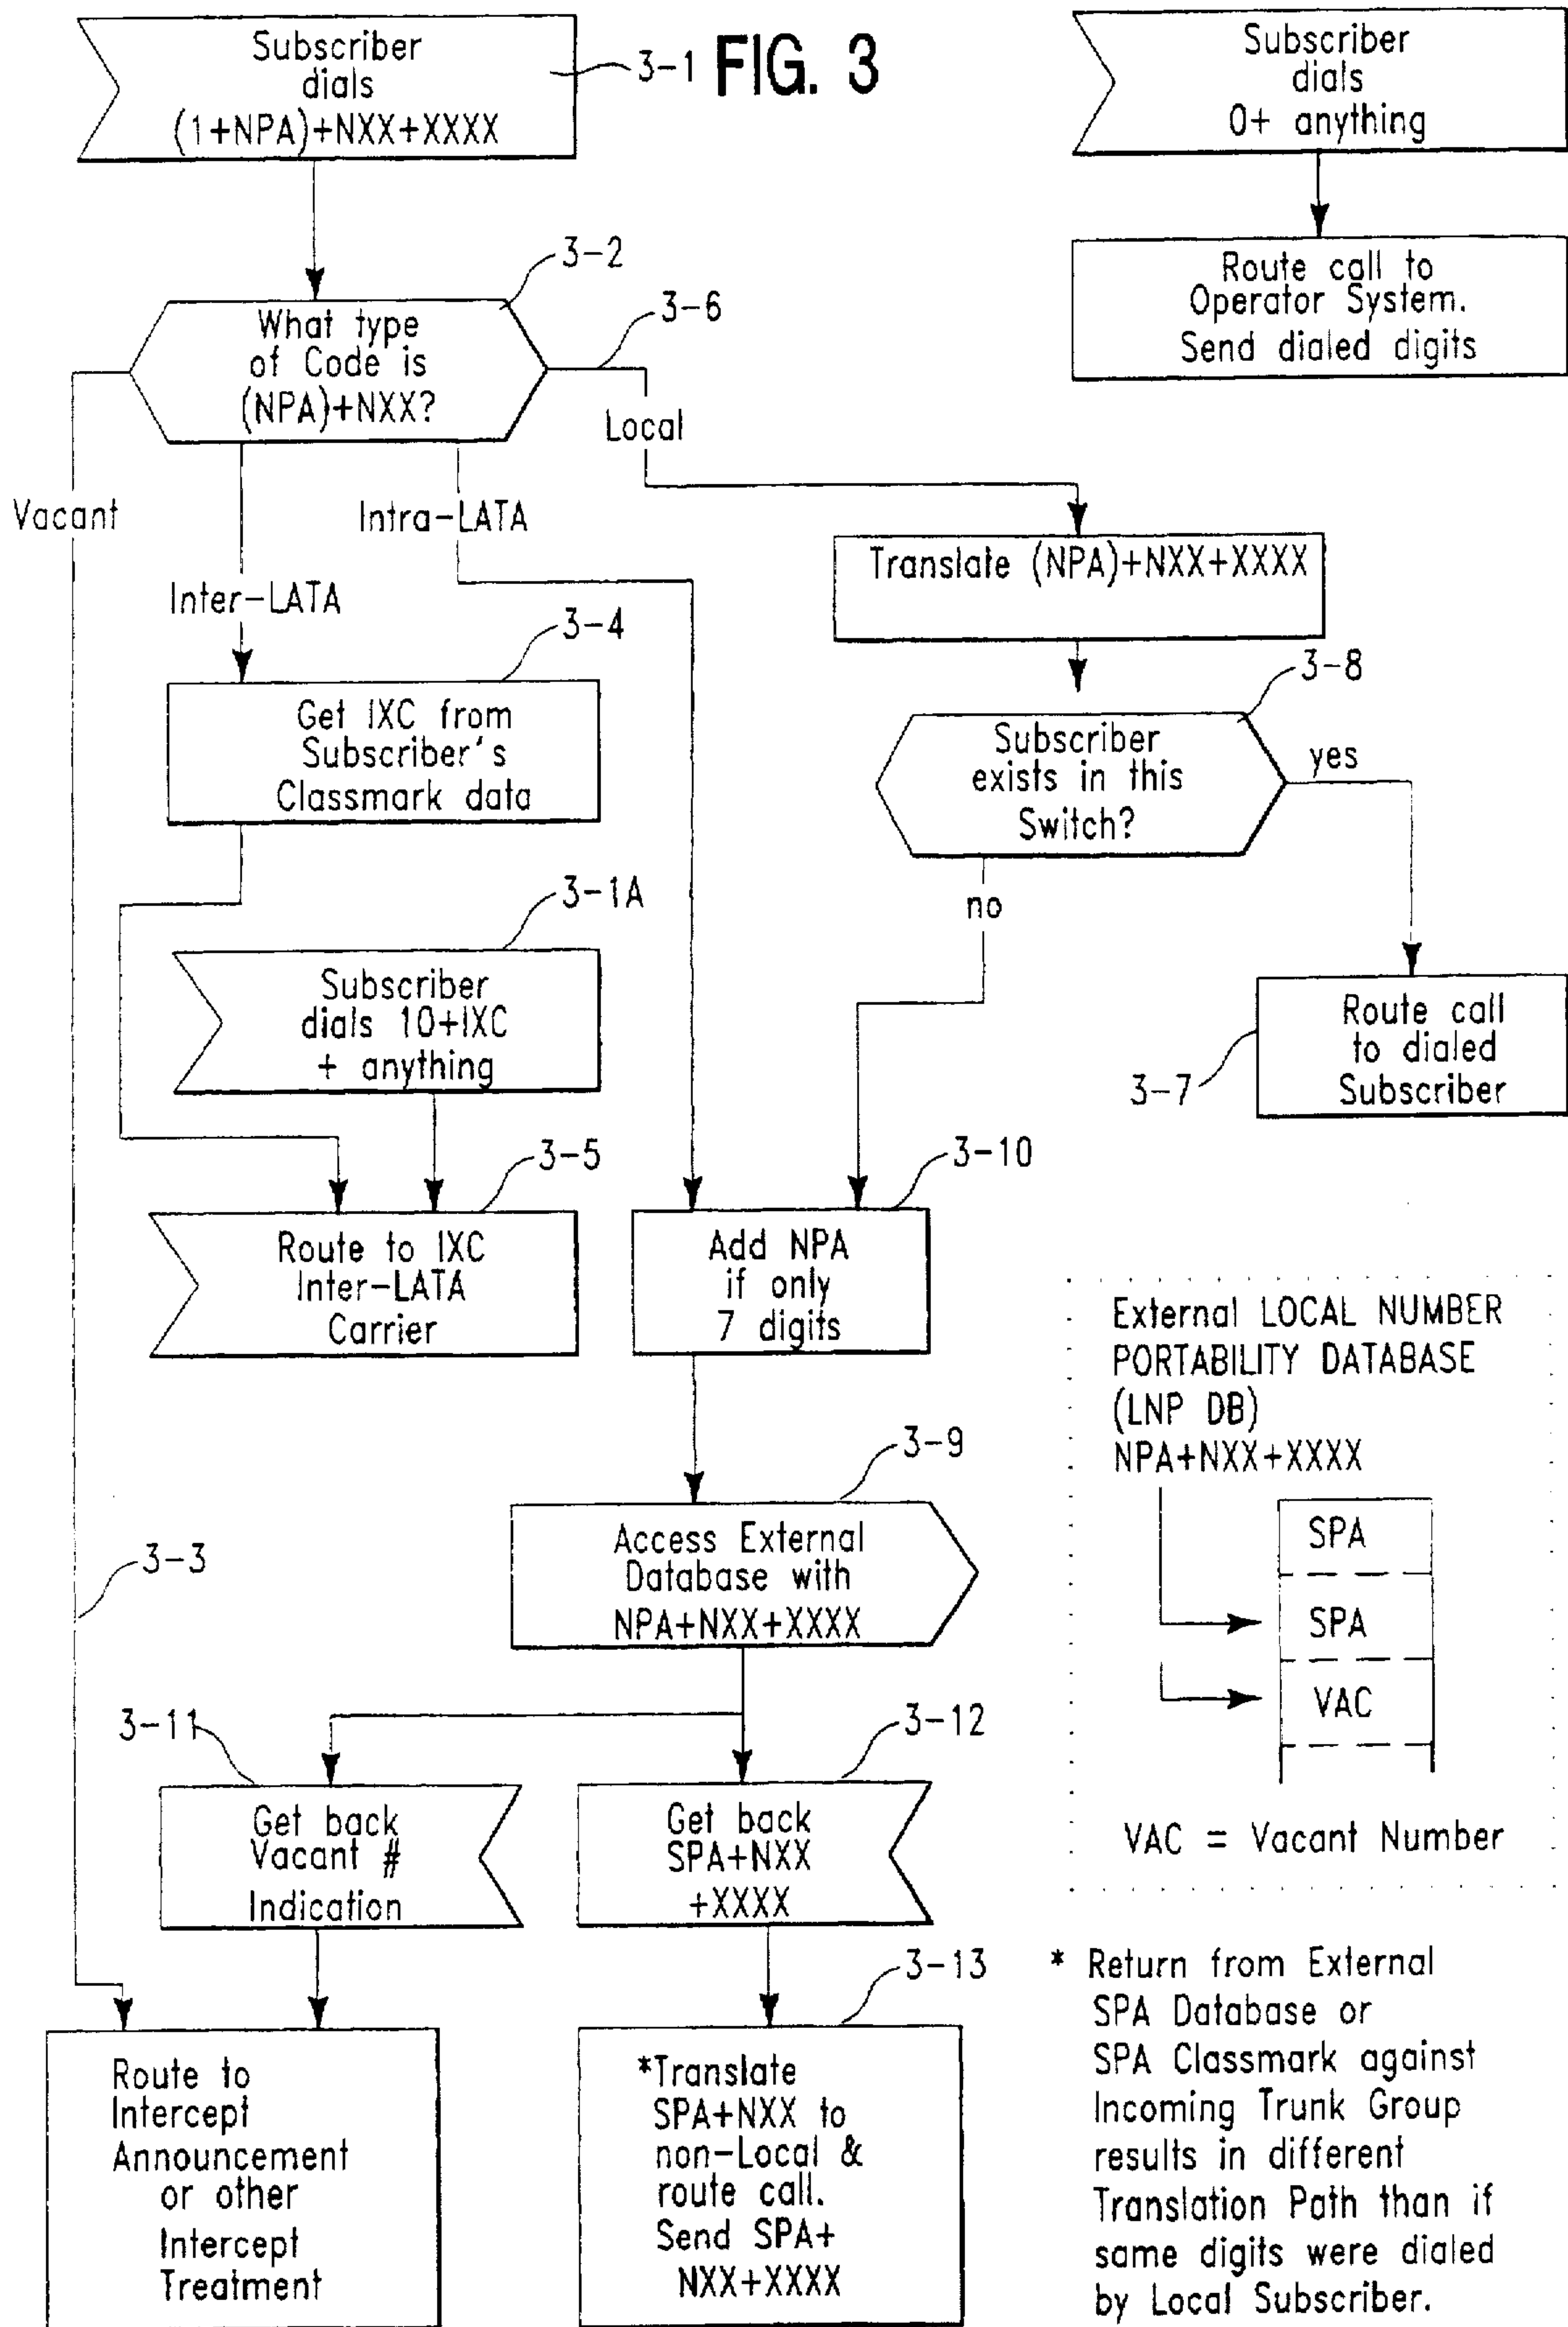 FIG. 3
Subscriber
dials
(1+NPA)+NXX+XXXX
3-1
Subscriber
dials
0+ anything
Route call to
Operator System.
Send dialed digits
3-2
What type
of Code is
(NPA)+NXX?
3-6
Local
Vacant
Intra-LATA
Inter-LATA
Translate (NPA)+NXX+XXXX
3-4
Get IXC from
Subscriber's
Classmark data
3-8
Subscriber
exists in this
Switch?
yes
no
3-1A
Subscriber
dials 10+IXC
+ anything
Route call
to dialed
Subscriber
3-7
3-5
Route to IXC
Inter-LATA
Carrier
3-10
Add NPA
if only
7 digits
External LOCAL NUMBER
PORTABILITY DATABASE
(LNP DB)
NPA+NXX+XXXX
SPA
SPA
VAC
VAC = Vacant Number
3-9
Access External
Database with
NPA+NXX+XXXX
3-3
3-11
Get back
Vacant #
Indication
3-12
Get back
SPA+NXX
+XXXX
3-13
Route to
Intercept
Announcement
or other
Intercept
Treatment
*Translate
SPA+NXX to
non-Local &
route call.
Send SPA+
NXX+XXXX
* Return from External
SPA Database or
SPA Classmark against
Incoming Trunk Group
results in different
Translation Path than if
same digits were dialed
by Local Subscriber.